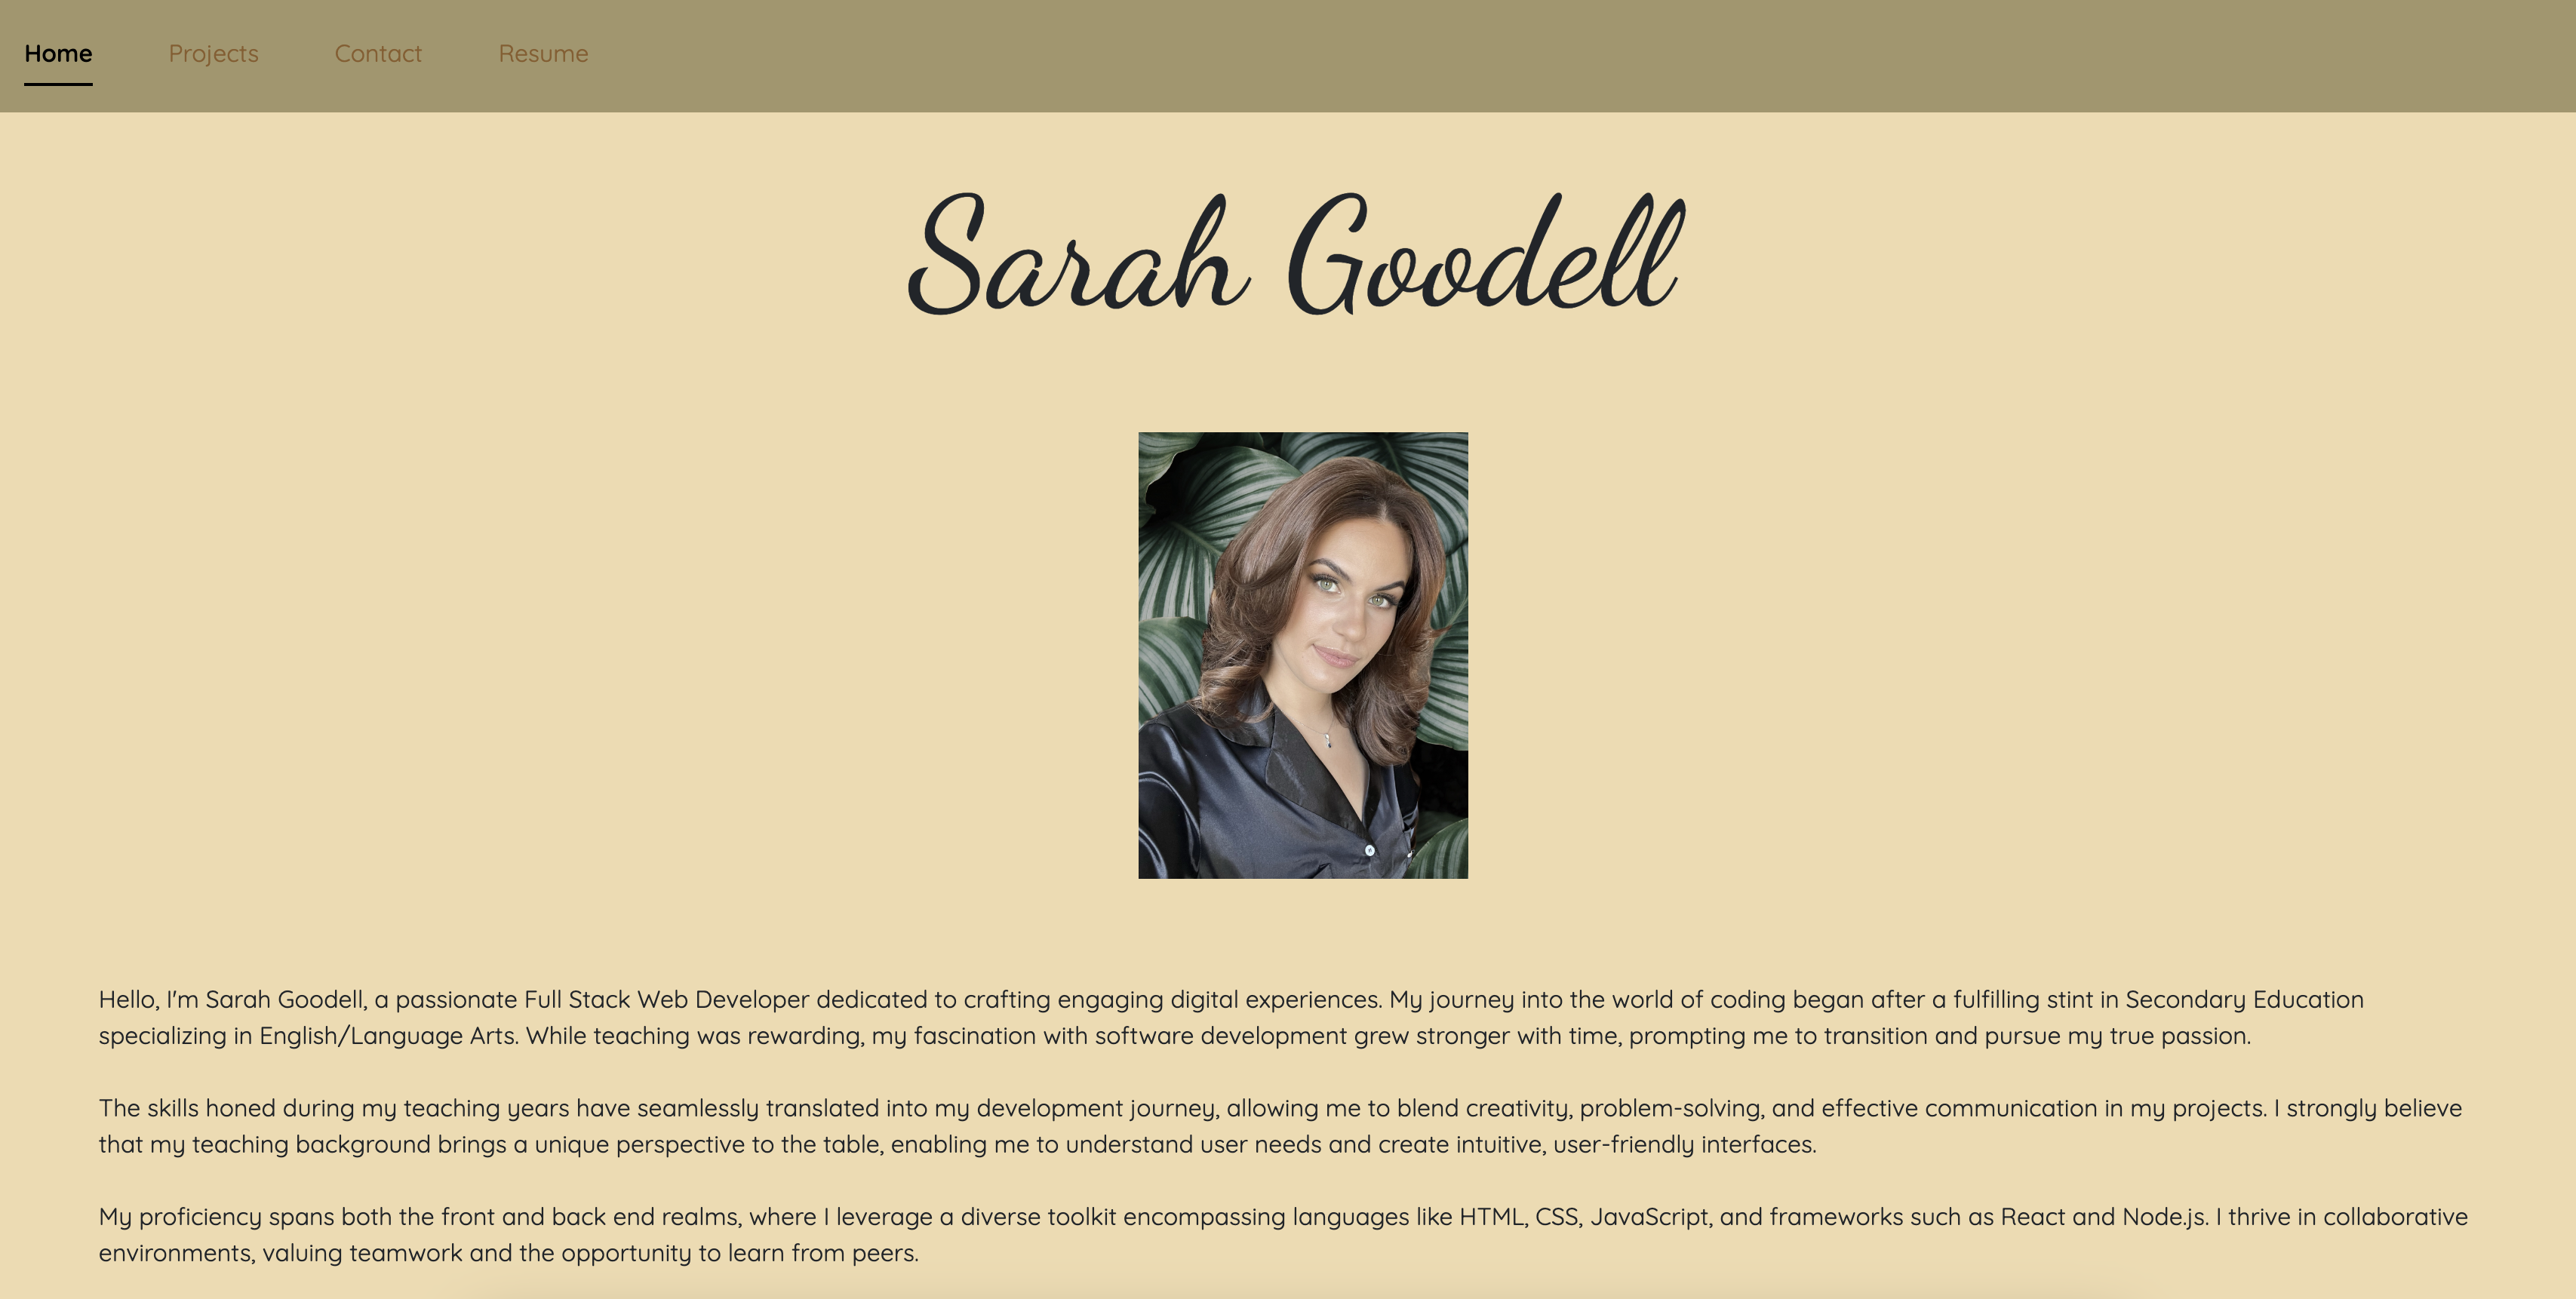 Home Projects Contact Resume
Sarah Goodell
Hello, I'm Sarah Goodell, a passionate Full Stack Web Developer dedicated to crafting engaging digital experiences. My journey into the world of coding began after a fulfilling stint in Secondary Education
specializing in English/Language Arts. While teaching was rewarding, my fascination with software development grew stronger with time, prompting me to transition and pursue my true passion.
The skills honed during my teaching years have seamlessly translated into my development journey, allowing me to blend creativity, problem-solving, and effective communication in my projects. I strongly believe
that my teaching background brings a unique perspective to the table, enabling me to understand user needs and create intuitive, user-friendly interfaces.
My proficiency spans both the front and back end realms, where I leverage a diverse toolkit encompassing languages like HTML, CSS, JavaScript, and frameworks such as React and Node.js. I thrive in collaborative
environments, valuing teamwork and the opportunity to learn from peers.